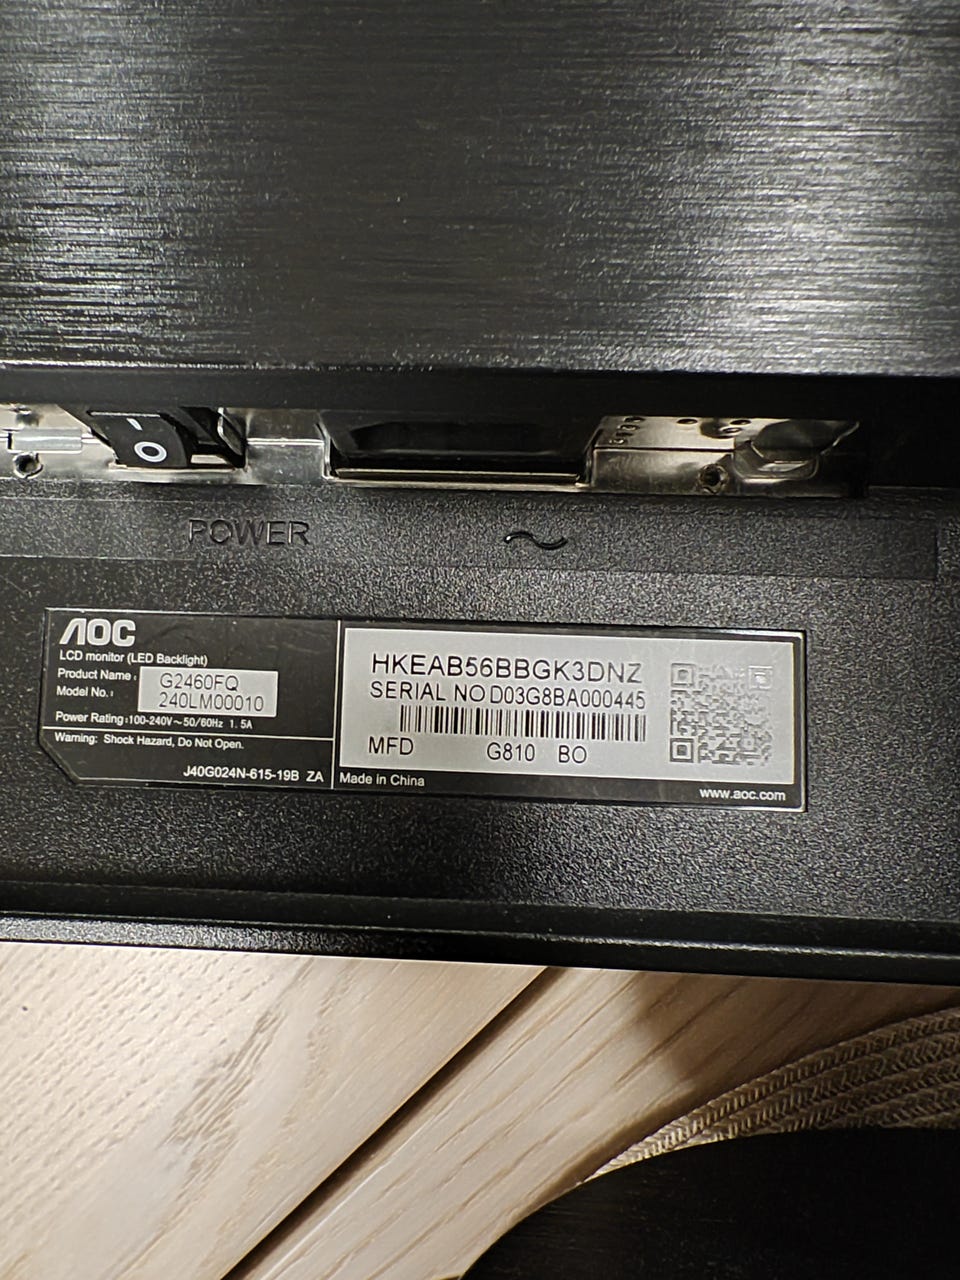 POWER
AOC
LCD monitor (LED Backlight)
Product Name : G2460FQ
Model No. : 240LM00010
Power Rating :100-240V～50/60Hz 1.5A
Warning: Shock Hazard, Do Not Open.
J40G024N-615-19B ZA
HKEAB56BBGK3DNZ
SERIAL NO D03G8BA000445
MFD G810 BO
Made in China
www.aoc.com